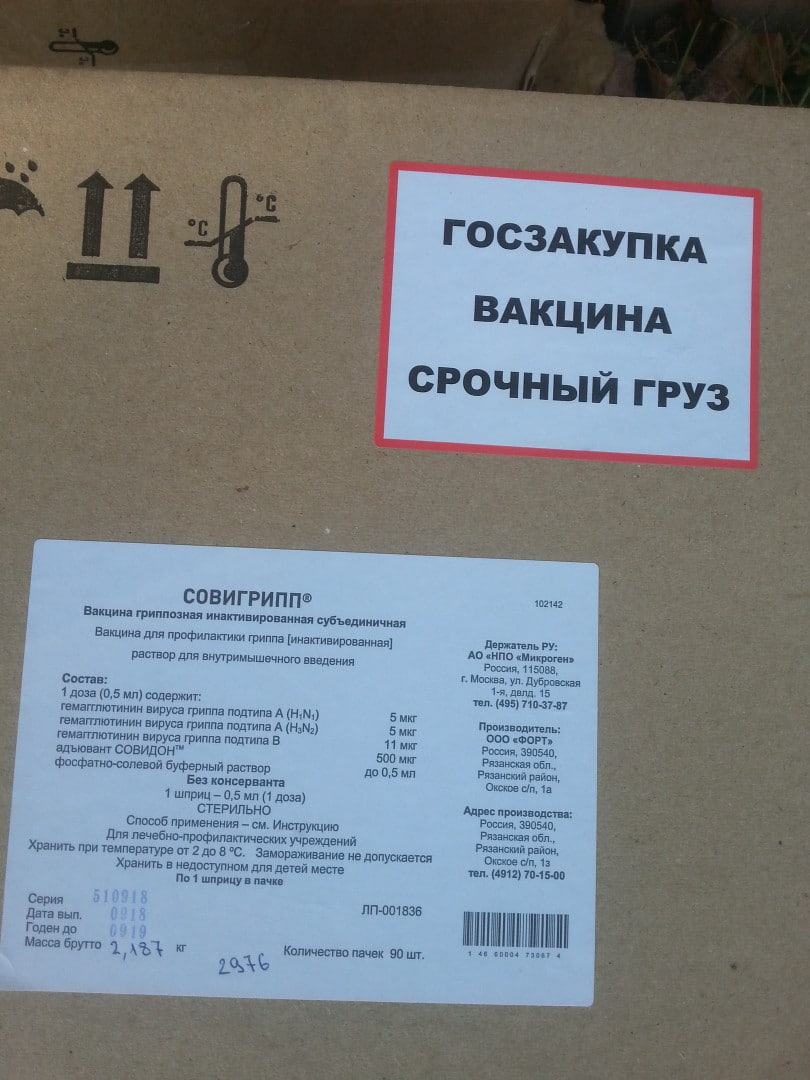 °C
°C
ГОСЗАКУПКА
ВАКЦИНА
СРОЧНЫЙ ГРУЗ
СОВИГРИПП®
Вакцина гриппозная инактивированная субъединичная
Вакцина для профилактики гриппа [инактивированная]
раствор для внутримышечного введения
Состав:
1 доза (0,5 мл) содержит:
гемагглютинин вируса гриппа подтипа А (H₁N₁) 5 мкг
гемагглютинин вируса гриппа подтипа А (H₃N₂) 5 мкг
гемагглютинин вируса гриппа подтипа В 11 мкг
адъювант СОВИДОН™ 500 мкг
фосфатно-солевой буферный раствор до 0,5 мл
Без консерванта
1 шприц – 0,5 мл (1 доза)
СТЕРИЛЬНО
Способ применения – см. Инструкцию
Для лечебно-профилактических учреждений
Хранить при температуре от 2 до 8 ºС. Замораживание не допускается
Хранить в недоступном для детей месте
По 1 шприцу в пачке
Серия 510918
Дата вып. 0918
Годен до 0919
Масса брутто 2,187 кг
2976
ЛП-001836
Количество пачек 90 шт.
102142
Держатель РУ:
АО «НПО «Микроген»
Россия, 115088,
г. Москва, ул. Дубровская
1-я, двлд. 15
тел. (495) 710-37-87
Производитель:
ООО «ФОРТ»
Россия, 390540,
Рязанская обл.,
Рязанский район,
Окское с/п, 1а
Адрес производства:
Россия, 390540,
Рязанская обл.,
Рязанский район,
Окское с/п, 1з
тел. (4912) 70-15-00
1 46 60004 73067 4